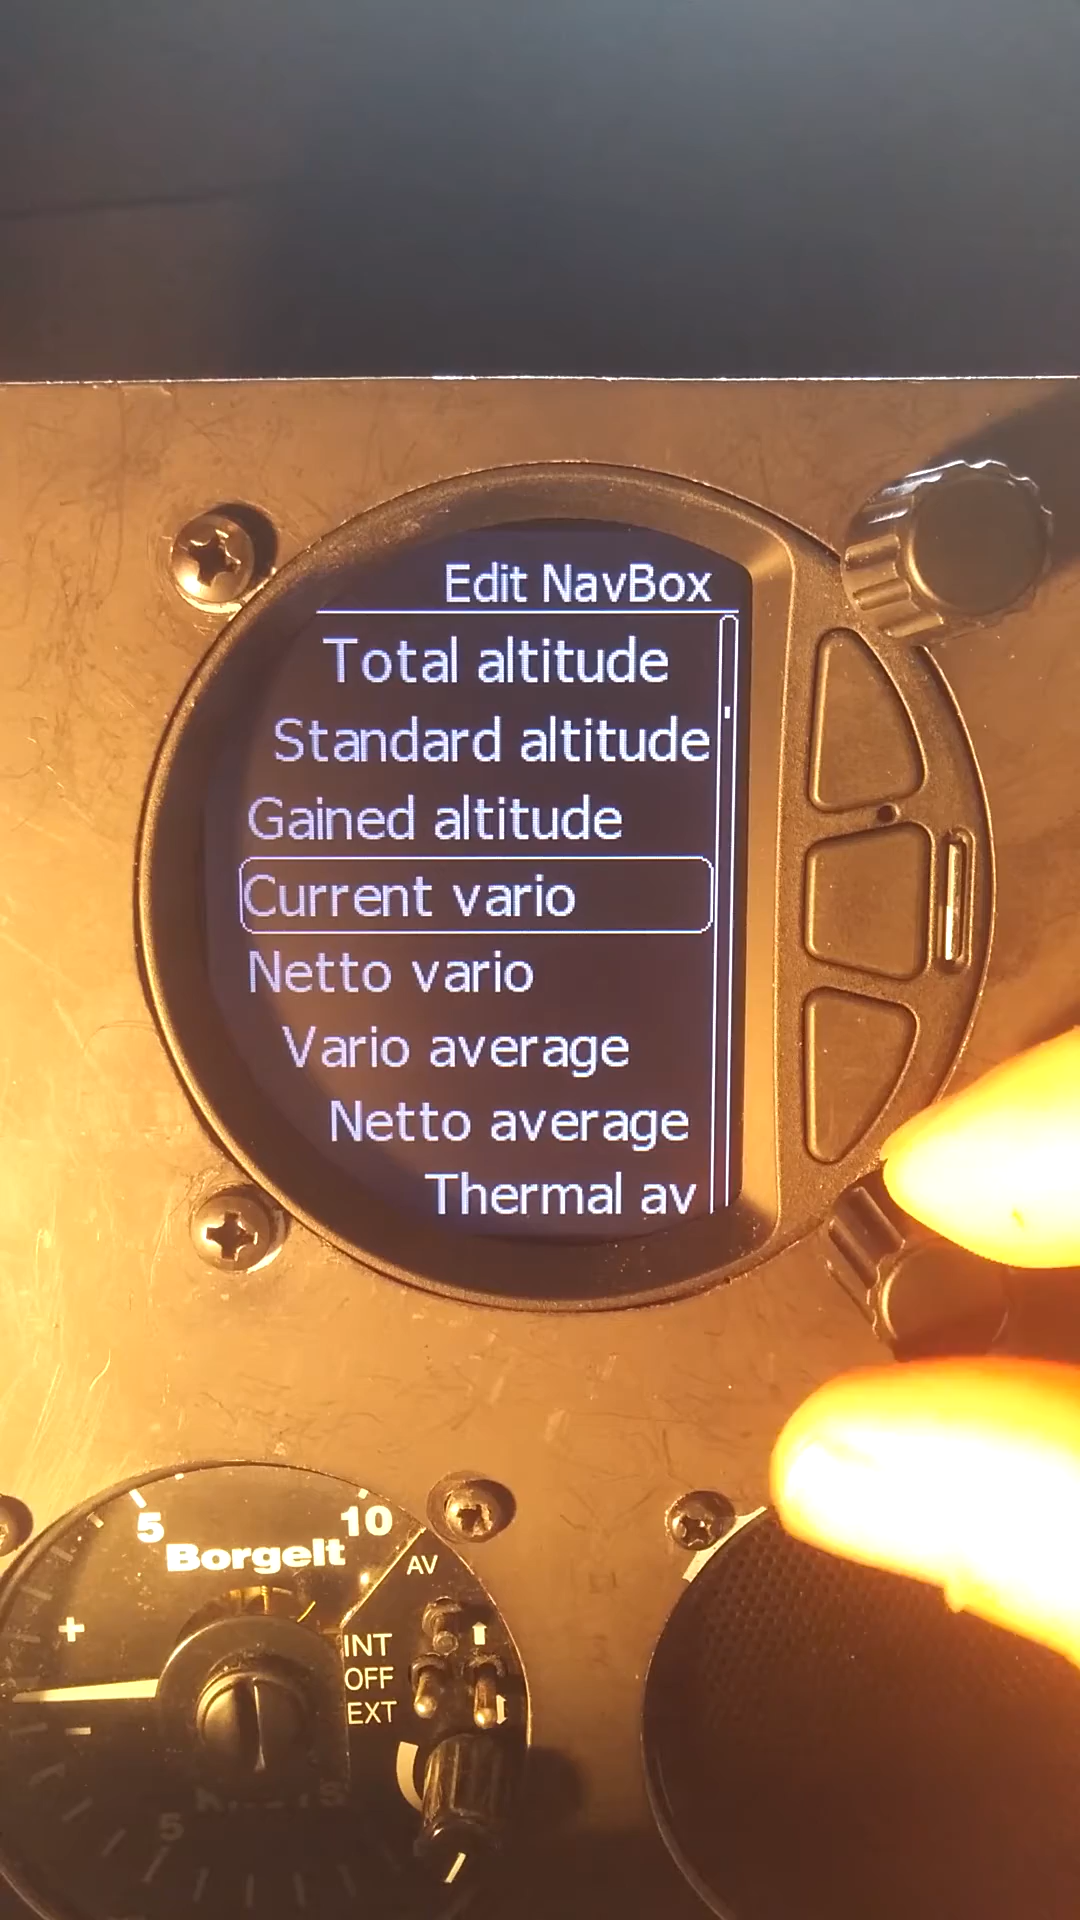 Edit NavBox
Total altitude
Standard altitude
Gained altitude
Current vario
Netto vario
Vario average
Netto average
Thermal av
5
10
Borgelt
AV
+
INT
OFF
EXT
-
5